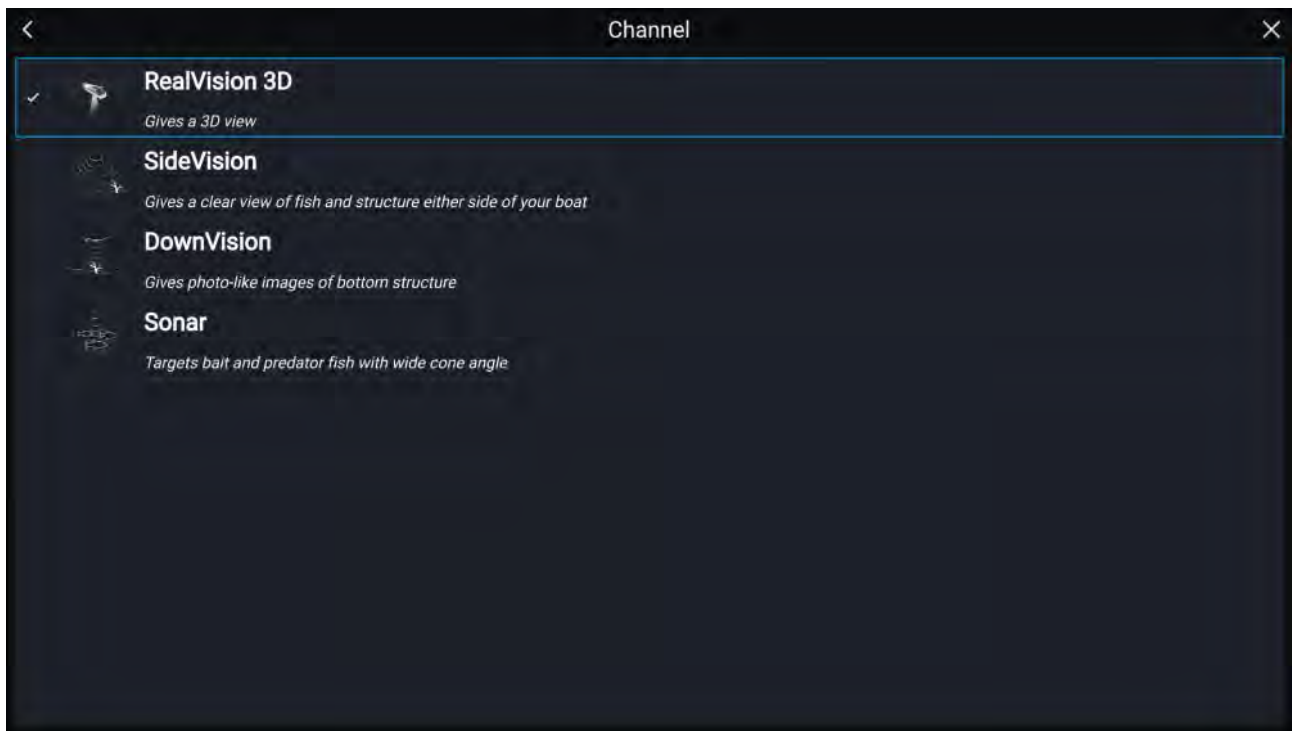 Channel
RealVision 3D
Gives a 3D view
SideVision
Gives a clear view of fish and structure either side of your boat
DownVision
Gives photo-like images of bottom structure
Sonar
Targets bait and predator fish with wide cone angle